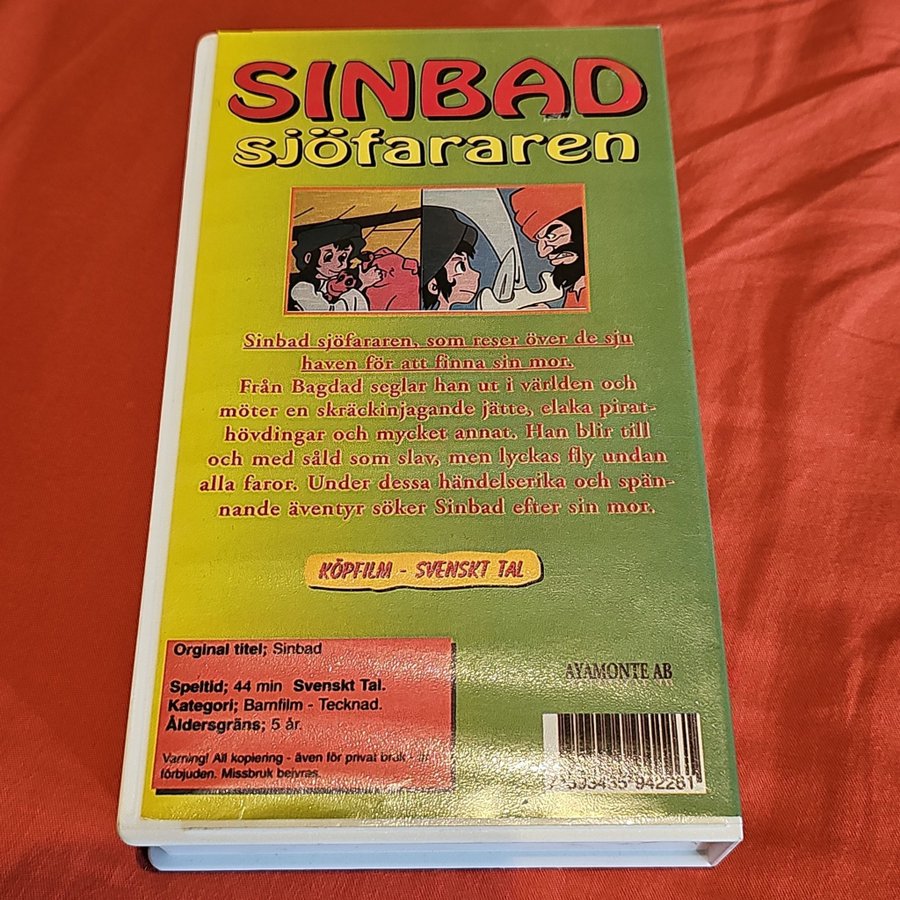 SINBAD
sjöfararen
Sinbad sjöfararen, som reser över de sju
haven för att finna sin mor.
Från Bagdad seglar han ut i världen och
möter en skräckinjagande jätte, elaka pirat-
hövdingar och mycket annat. Han blir till
och med såld som slav, men lyckas fly undan
alla faror. Under dessa händelserika och spän-
nande äventyr söker Sinbad efter sin mor.
KÖPFILM - SVENSKT TAL
Orginal titel; Sinbad
Speltid; 44 min Svenskt Tal.
Kategori; Barnfilm - Tecknad.
Åldersgräns; 5 år.
Varning! All kopiering - även för privat bruk - är
förbjuden. Missbruk beivras.
AYAMONTE AB
942281